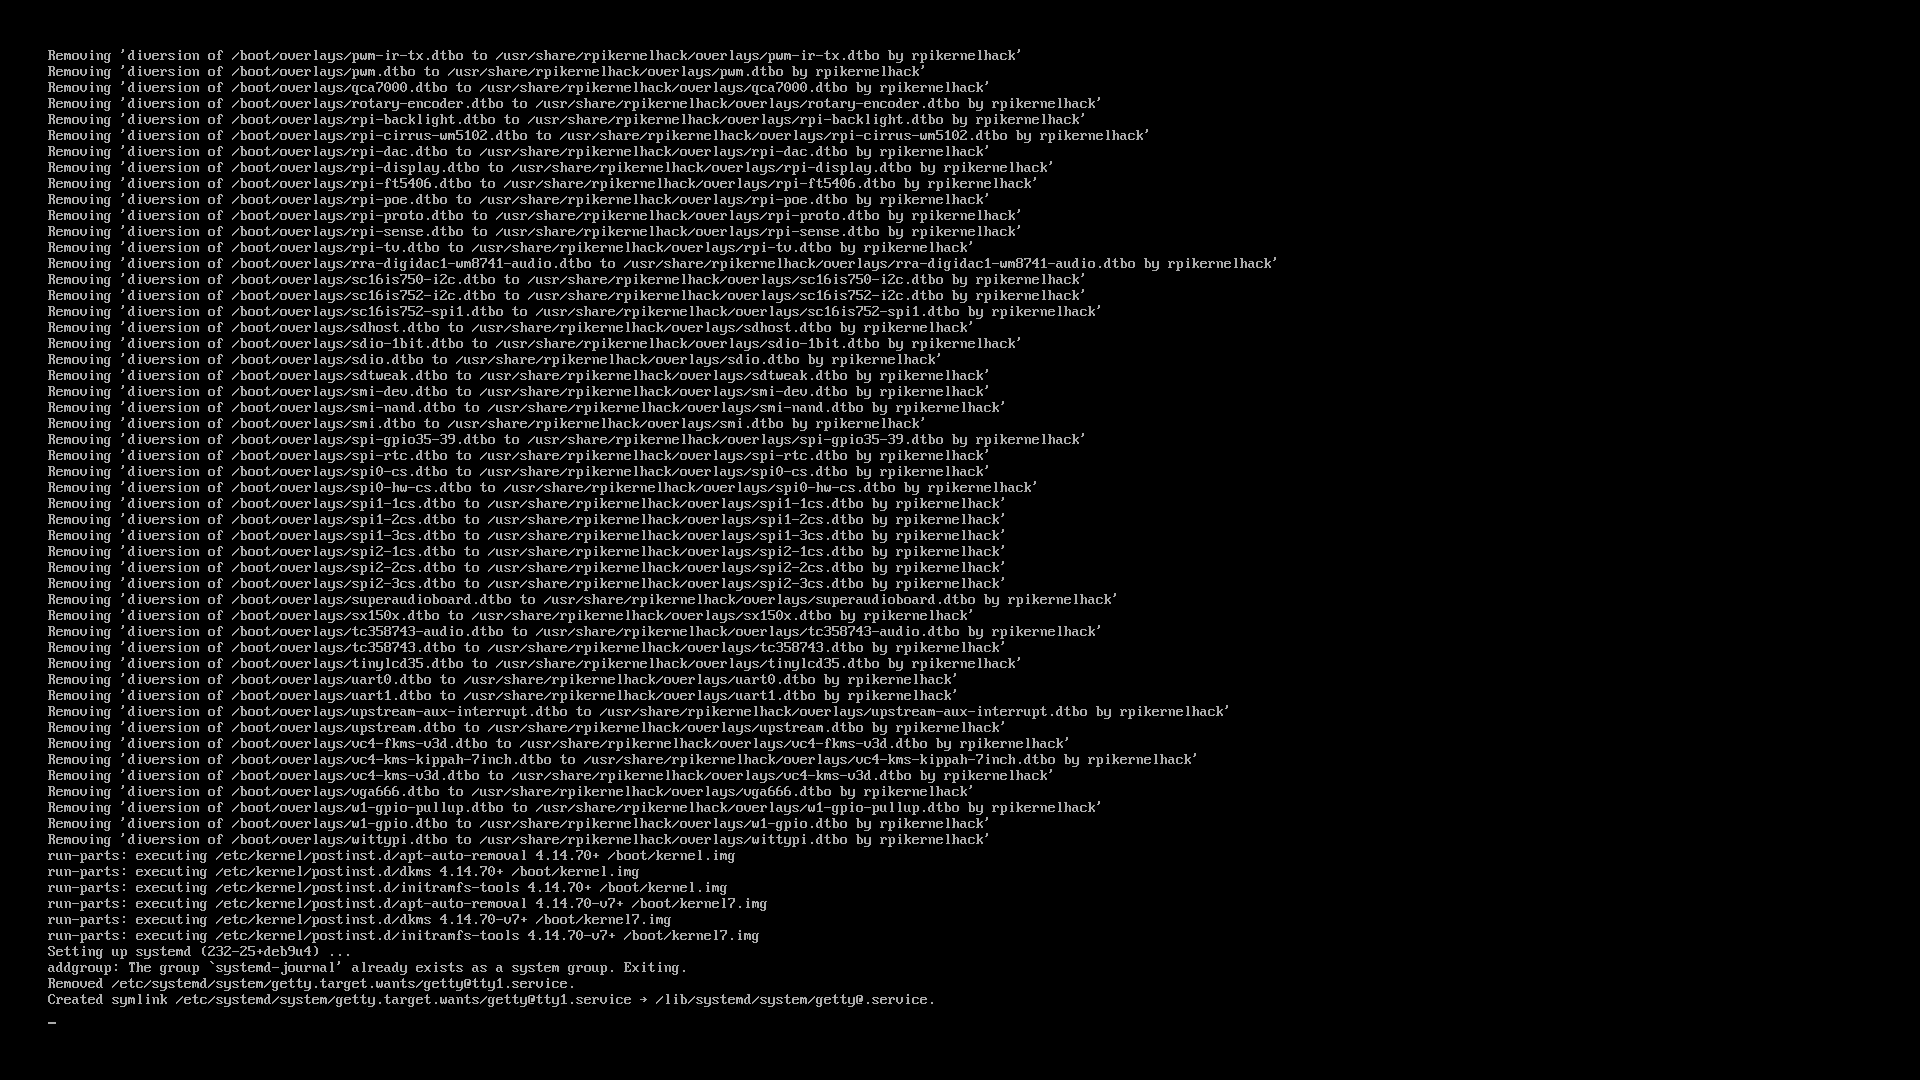 Removing 'diversion of /boot/overlays/pwm-ir-tx.dtbo to /usr/share/rpikernelhack/overlays/pwm-ir-tx.dtbo by rpikernelhack'
Removing 'diversion of /boot/overlays/pwm.dtbo to /usr/share/rpikernelhack/overlays/pwm.dtbo by rpikernelhack'
Removing 'diversion of /boot/overlays/qca7000.dtbo to /usr/share/rpikernelhack/overlays/qca7000.dtbo by rpikernelhack'
Removing 'diversion of /boot/overlays/rotary-encoder.dtbo to /usr/share/rpikernelhack/overlays/rotary-encoder.dtbo by rpikernelhack'
Removing 'diversion of /boot/overlays/rpi-backlight.dtbo to /usr/share/rpikernelhack/overlays/rpi-backlight.dtbo by rpikernelhack'
Removing 'diversion of /boot/overlays/rpi-cirrus-wm5102.dtbo to /usr/share/rpikernelhack/overlays/rpi-cirrus-wm5102.dtbo by rpikernelhack'
Removing 'diversion of /boot/overlays/rpi-dac.dtbo to /usr/share/rpikernelhack/overlays/rpi-dac.dtbo by rpikernelhack'
Removing 'diversion of /boot/overlays/rpi-display.dtbo to /usr/share/rpikernelhack/overlays/rpi-display.dtbo by rpikernelhack'
Removing 'diversion of /boot/overlays/rpi-ft5406.dtbo to /usr/share/rpikernelhack/overlays/rpi-ft5406.dtbo by rpikernelhack'
Removing 'diversion of /boot/overlays/rpi-poe.dtbo to /usr/share/rpikernelhack/overlays/rpi-poe.dtbo by rpikernelhack'
Removing 'diversion of /boot/overlays/rpi-proto.dtbo to /usr/share/rpikernelhack/overlays/rpi-proto.dtbo by rpikernelhack'
Removing 'diversion of /boot/overlays/rpi-sense.dtbo to /usr/share/rpikernelhack/overlays/rpi-sense.dtbo by rpikernelhack'
Removing 'diversion of /boot/overlays/rpi-tv.dtbo to /usr/share/rpikernelhack/overlays/rpi-tv.dtbo by rpikernelhack'
Removing 'diversion of /boot/overlays/rra-digidac1-wm8741-audio.dtbo to /usr/share/rpikernelhack/overlays/rra-digidac1-wm8741-audio.dtbo by rpikernelhack'
Removing 'diversion of /boot/overlays/sc16is750-i2c.dtbo to /usr/share/rpikernelhack/overlays/sc16is750-i2c.dtbo by rpikernelhack'
Removing 'diversion of /boot/overlays/sc16is752-i2c.dtbo to /usr/share/rpikernelhack/overlays/sc16is752-i2c.dtbo by rpikernelhack'
Removing 'diversion of /boot/overlays/sc16is752-spi1.dtbo to /usr/share/rpikernelhack/overlays/sc16is752-spi1.dtbo by rpikernelhack'
Removing 'diversion of /boot/overlays/sdhost.dtbo to /usr/share/rpikernelhack/overlays/sdhost.dtbo by rpikernelhack'
Removing 'diversion of /boot/overlays/sdio-1bit.dtbo to /usr/share/rpikernelhack/overlays/sdio-1bit.dtbo by rpikernelhack'
Removing 'diversion of /boot/overlays/sdio.dtbo to /usr/share/rpikernelhack/overlays/sdio.dtbo by rpikernelhack'
Removing 'diversion of /boot/overlays/sdtweak.dtbo to /usr/share/rpikernelhack/overlays/sdtweak.dtbo by rpikernelhack'
Removing 'diversion of /boot/overlays/smi-dev.dtbo to /usr/share/rpikernelhack/overlays/smi-dev.dtbo by rpikernelhack'
Removing 'diversion of /boot/overlays/smi-nand.dtbo to /usr/share/rpikernelhack/overlays/smi-nand.dtbo by rpikernelhack'
Removing 'diversion of /boot/overlays/smi.dtbo to /usr/share/rpikernelhack/overlays/smi.dtbo by rpikernelhack'
Removing 'diversion of /boot/overlays/spi-gpio35-39.dtbo to /usr/share/rpikernelhack/overlays/spi-gpio35-39.dtbo by rpikernelhack'
Removing 'diversion of /boot/overlays/spi-rtc.dtbo to /usr/share/rpikernelhack/overlays/spi-rtc.dtbo by rpikernelhack'
Removing 'diversion of /boot/overlays/spi0-cs.dtbo to /usr/share/rpikernelhack/overlays/spi0-cs.dtbo by rpikernelhack'
Removing 'diversion of /boot/overlays/spi0-hw-cs.dtbo to /usr/share/rpikernelhack/overlays/spi0-hw-cs.dtbo by rpikernelhack'
Removing 'diversion of /boot/overlays/spi1-1cs.dtbo to /usr/share/rpikernelhack/overlays/spi1-1cs.dtbo by rpikernelhack'
Removing 'diversion of /boot/overlays/spi1-2cs.dtbo to /usr/share/rpikernelhack/overlays/spi1-2cs.dtbo by rpikernelhack'
Removing 'diversion of /boot/overlays/spi1-3cs.dtbo to /usr/share/rpikernelhack/overlays/spi1-3cs.dtbo by rpikernelhack'
Removing 'diversion of /boot/overlays/spi2-1cs.dtbo to /usr/share/rpikernelhack/overlays/spi2-1cs.dtbo by rpikernelhack'
Removing 'diversion of /boot/overlays/spi2-2cs.dtbo to /usr/share/rpikernelhack/overlays/spi2-2cs.dtbo by rpikernelhack'
Removing 'diversion of /boot/overlays/spi2-3cs.dtbo to /usr/share/rpikernelhack/overlays/spi2-3cs.dtbo by rpikernelhack'
Removing 'diversion of /boot/overlays/superaudioboard.dtbo to /usr/share/rpikernelhack/overlays/superaudioboard.dtbo by rpikernelhack'
Removing 'diversion of /boot/overlays/sx150x.dtbo to /usr/share/rpikernelhack/overlays/sx150x.dtbo by rpikernelhack'
Removing 'diversion of /boot/overlays/tc358743-audio.dtbo to /usr/share/rpikernelhack/overlays/tc358743-audio.dtbo by rpikernelhack'
Removing 'diversion of /boot/overlays/tc358743.dtbo to /usr/share/rpikernelhack/overlays/tc358743.dtbo by rpikernelhack'
Removing 'diversion of /boot/overlays/tinylcd35.dtbo to /usr/share/rpikernelhack/overlays/tinylcd35.dtbo by rpikernelhack'
Removing 'diversion of /boot/overlays/uart0.dtbo to /usr/share/rpikernelhack/overlays/uart0.dtbo by rpikernelhack'
Removing 'diversion of /boot/overlays/uart1.dtbo to /usr/share/rpikernelhack/overlays/uart1.dtbo by rpikernelhack'
Removing 'diversion of /boot/overlays/upstream-aux-interrupt.dtbo to /usr/share/rpikernelhack/overlays/upstream-aux-interrupt.dtbo by rpikernelhack'
Removing 'diversion of /boot/overlays/upstream.dtbo to /usr/share/rpikernelhack/overlays/upstream.dtbo by rpikernelhack'
Removing 'diversion of /boot/overlays/vc4-fkms-v3d.dtbo to /usr/share/rpikernelhack/overlays/vc4-fkms-v3d.dtbo by rpikernelhack'
Removing 'diversion of /boot/overlays/vc4-kms-kippah-7inch.dtbo to /usr/share/rpikernelhack/overlays/vc4-kms-kippah-7inch.dtbo by rpikernelhack'
Removing 'diversion of /boot/overlays/vc4-kms-v3d.dtbo to /usr/share/rpikernelhack/overlays/vc4-kms-v3d.dtbo by rpikernelhack'
Removing 'diversion of /boot/overlays/vga666.dtbo to /usr/share/rpikernelhack/overlays/vga666.dtbo by rpikernelhack'
Removing 'diversion of /boot/overlays/w1-gpio-pullup.dtbo to /usr/share/rpikernelhack/overlays/w1-gpio-pullup.dtbo by rpikernelhack'
Removing 'diversion of /boot/overlays/w1-gpio.dtbo to /usr/share/rpikernelhack/overlays/w1-gpio.dtbo by rpikernelhack'
Removing 'diversion of /boot/overlays/wittypi.dtbo to /usr/share/rpikernelhack/overlays/wittypi.dtbo by rpikernelhack'
run-parts: executing /etc/kernel/postinst.d/apt-auto-removal 4.14.70+ /boot/kernel.img
run-parts: executing /etc/kernel/postinst.d/dkms 4.14.70+ /boot/kernel.img
run-parts: executing /etc/kernel/postinst.d/initramfs-tools 4.14.70+ /boot/kernel.img
run-parts: executing /etc/kernel/postinst.d/apt-auto-removal 4.14.70-v7+ /boot/kernel7.img
run-parts: executing /etc/kernel/postinst.d/dkms 4.14.70-v7+ /boot/kernel7.img
run-parts: executing /etc/kernel/postinst.d/initramfs-tools 4.14.70-v7+ /boot/kernel7.img
Setting up systemd (232-25+deb9u4) ...
addgroup: The group `systemd-journal' already exists as a system group. Exiting.
Removed /etc/systemd/system/getty.target.wants/getty@tty1.service.
Created symlink /etc/systemd/system/getty.target.wants/getty@tty1.service → /lib/systemd/system/getty@.service.
_